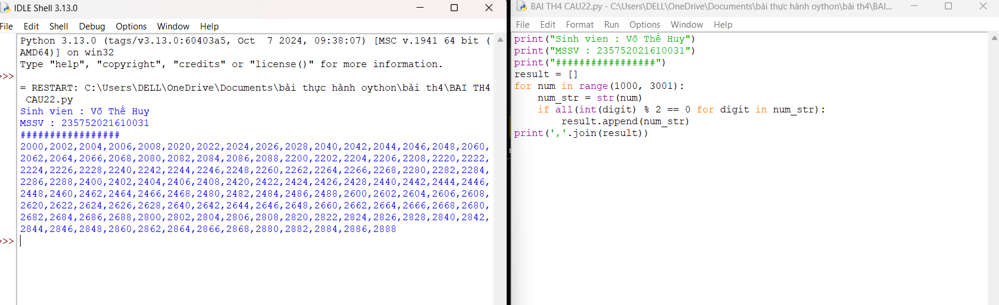 IDLE Shell 3.13.0
File Edit Shell Debug Options Window Help
Python 3.13.0 (tags/v3.13.0:60403a5, Oct  7 2024, 09:38:07) [MSC v.1941 64 bit (
AMD64)] on win32
Type "help", "copyright", "credits" or "license()" for more information.
>>>
= RESTART: C:\Users\DELL\OneDrive\Documents\bài thực hành oython\bài th4\BAI TH4
 CAU22.py
Sinh vien : Võ Thế Huy
MSSV : 235752021610031
#################
2000,2002,2004,2006,2008,2020,2022,2024,2026,2028,2040,2042,2044,2046,2048,2060,
2062,2064,2066,2068,2080,2082,2084,2086,2088,2200,2202,2204,2206,2208,2220,2222,
2224,2226,2228,2240,2242,2244,2246,2248,2260,2262,2264,2266,2268,2280,2282,2284,
2286,2288,2400,2402,2404,2406,2408,2420,2422,2424,2426,2428,2440,2442,2444,2446,
2448,2460,2462,2464,2466,2468,2480,2482,2484,2486,2488,2600,2602,2604,2606,2608,
2620,2622,2624,2626,2628,2640,2642,2644,2646,2648,2660,2662,2664,2666,2668,2680,
2682,2684,2686,2688,2800,2802,2804,2806,2808,2820,2822,2824,2826,2828,2840,2842,
2844,2846,2848,2860,2862,2864,2866,2868,2880,2882,2884,2886,2888
>>>
BAI TH4 CAU22.py - C:\Users\DELL\OneDrive\Documents\bài thực hành oython\bài th4\BAI...
File Edit Format Run Options Window Help
print("Sinh vien : Võ Thế Huy")
print("MSSV : 235752021610031")
print("#################")
result = []
for num in range(1000, 3001):
    num_str = str(num)
    if all(int(digit) % 2 == 0 for digit in num_str):
        result.append(num_str)
print(','.join(result))